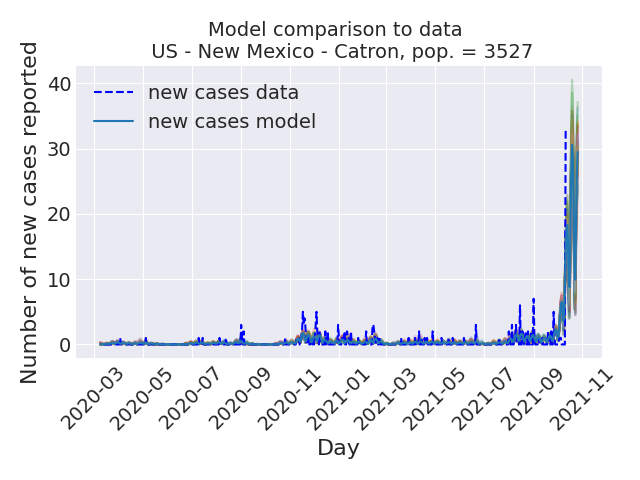 Model comparison to data
US - New Mexico - Catron, pop. = 3527
Number of new cases reported
40
30
20
10
0
new cases data
new cases model
2020-03
2020-05
2020-07
2020-09
2020-11
2021-01
2021-03
2021-05
2021-07
2021-09
2021-11
Day